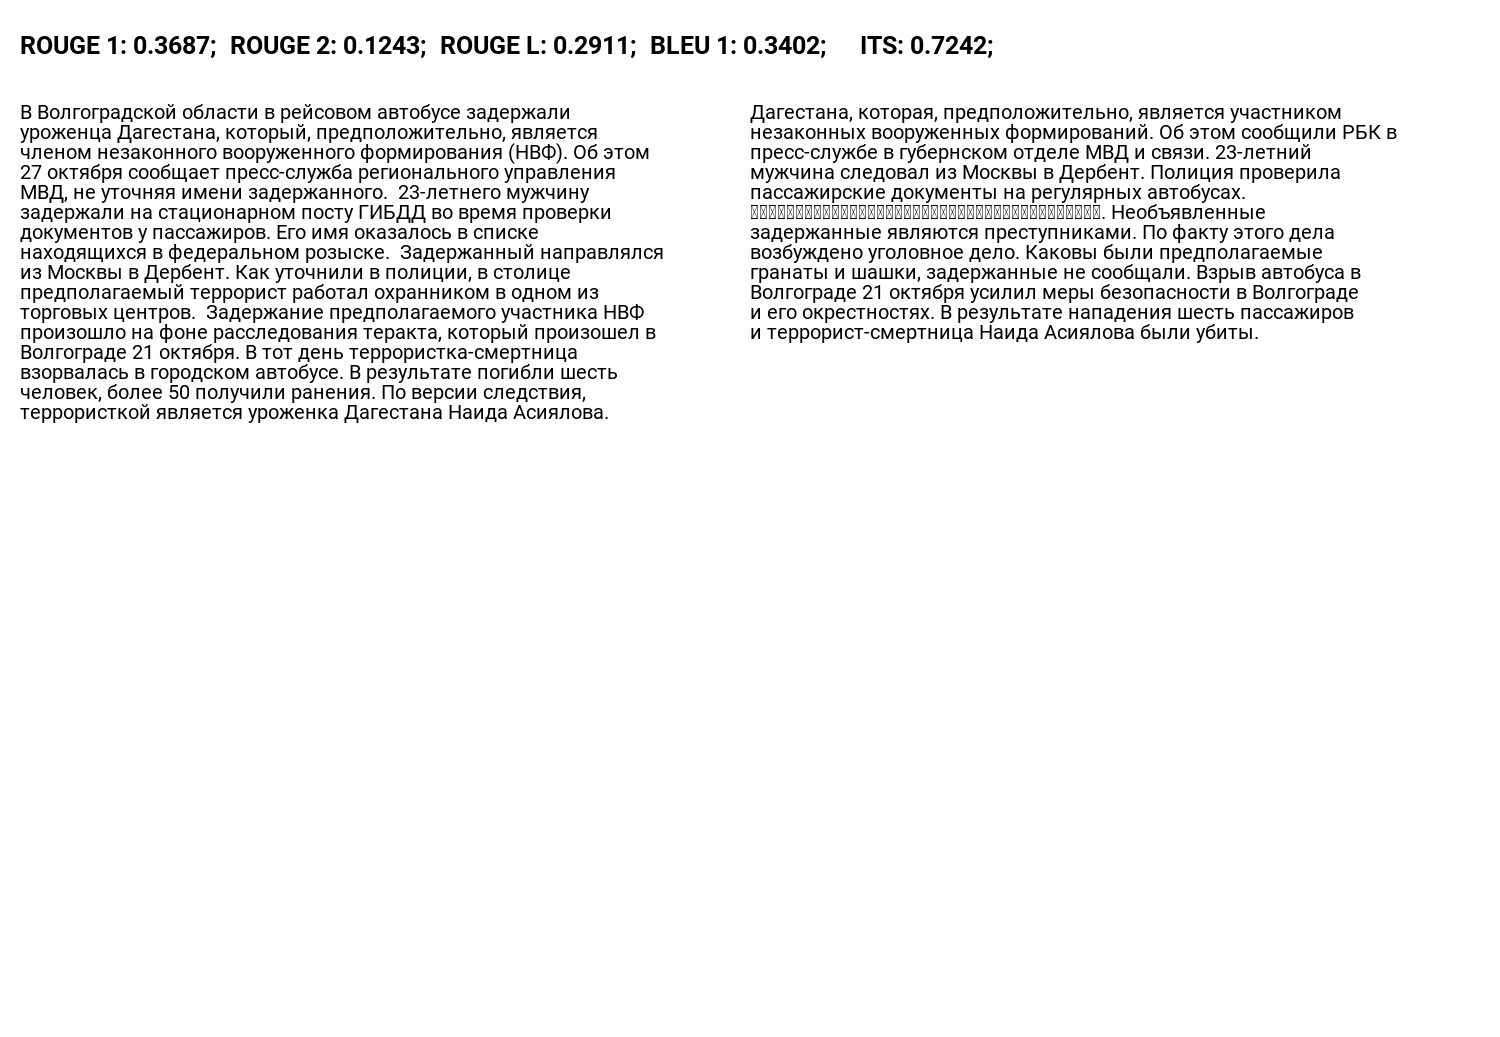 ROUGE 1: 0.3687;  ROUGE 2: 0.1243;  ROUGE L: 0.2911;  BLEU 1: 0.3402;  ITS: 0.7242;
В Волгоградской области в рейсовом автобусе задержали
уроженца Дагестана, который, предположительно, является
членом незаконного вооруженного формирования (НВФ). Об этом
27 октября сообщает пресс-служба регионального управления
МВД, не уточняя имени задержанного.  23-летнего мужчину
задержали на стационарном посту ГИБДД во время проверки
документов у пассажиров. Его имя оказалось в списке
находящихся в федеральном розыске.  Задержанный направлялся
из Москвы в Дербент. Как уточнили в полиции, в столице
предполагаемый террорист работал охранником в одном из
торговых центров.  Задержание предполагаемого участника НВФ
произошло на фоне расследования теракта, который произошел в
Волгограде 21 октября. В тот день террористка-смертница
взорвалась в городском автобусе. В результате погибли шесть
человек, более 50 получили ранения. По версии следствия,
террористкой является уроженка Дагестана Наида Асиялова.
Дагестана, которая, предположительно, является участником
незаконных вооруженных формирований. Об этом сообщили РБК в
пресс-службе в губернском отделе МВД и связи. 23-летний
мужчина следовал из Москвы в Дербент. Полиция проверила
пассажирские документы на регулярных автобусах.
. Необъявленные
задержанные являются преступниками. По факту этого дела
возбуждено уголовное дело. Каковы были предполагаемые
гранаты и шашки, задержанные не сообщали. Взрыв автобуса в
Волгограде 21 октября усилил меры безопасности в Волгограде
и его окрестностях. В результате нападения шесть пассажиров
и террорист-смертница Наида Асиялова были убиты.